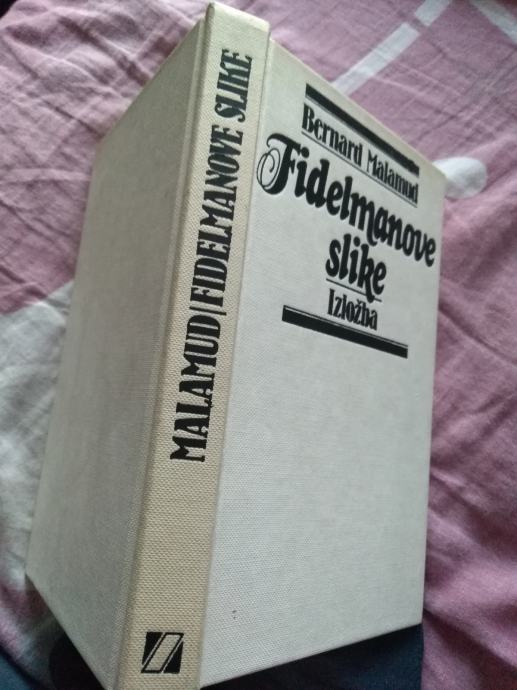 MALAMUD/FIDELMANOVE SLIKE
Bernard Malamud
Fidelmanove
slike
Izložba